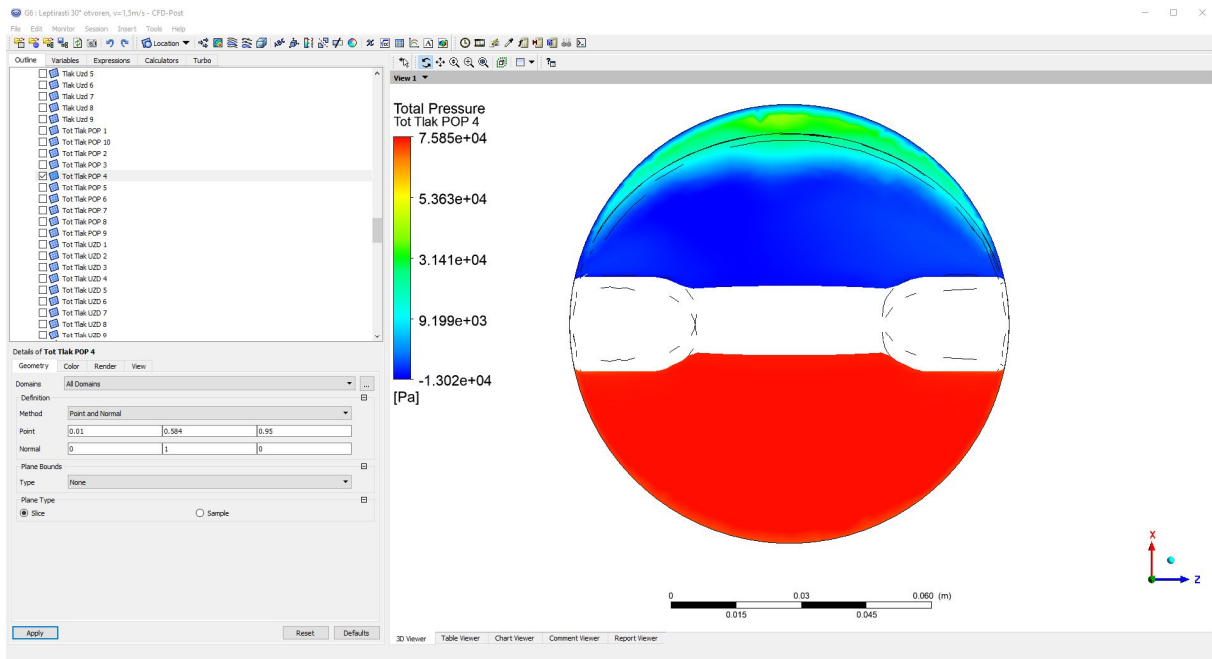 G6 : Leptirasti 30° otvoren, v=1,5m/s - CFD-Post
File Edit Monitor Session Insert Tools Help
Location
Outline Variables Expressions Calculators Turbo
Tlak Uzd 5
Tlak Uzd 6
Tlak Uzd 7
Tlak Uzd 8
Tlak Uzd 9
Tot Tlak POP 1
Tot Tlak POP 10
Tot Tlak POP 2
Tot Tlak POP 3
Tot Tlak POP 4
Tot Tlak POP 5
Tot Tlak POP 6
Tot Tlak POP 7
Tot Tlak POP 8
Tot Tlak POP 9
Tot Tlak UZD 1
Tot Tlak UZD 2
Tot Tlak UZD 3
Tot Tlak UZD 4
Tot Tlak UZD 5
Tot Tlak UZD 6
Tot Tlak UZD 7
Tot Tlak UZD 8
Tot Tlak UZD 9
Details of Tot Tlak POP 4
Geometry Color Render View
Domains All Domains ...
Definition
Method Point and Normal
Point 0.01 0.584 0.95
Normal 0 1 0
Plane Bounds
Type None
Plane Type
Slice Sample
Apply Reset Defaults
View 1
Total Pressure
Tot Tlak POP 4
7.585e+04
5.363e+04
3.141e+04
9.199e+03
-1.302e+04
[Pa]
X
Z
0 0.03 0.060 (m)
0.015 0.045
3D Viewer Table Viewer Chart Viewer Comment Viewer Report Viewer